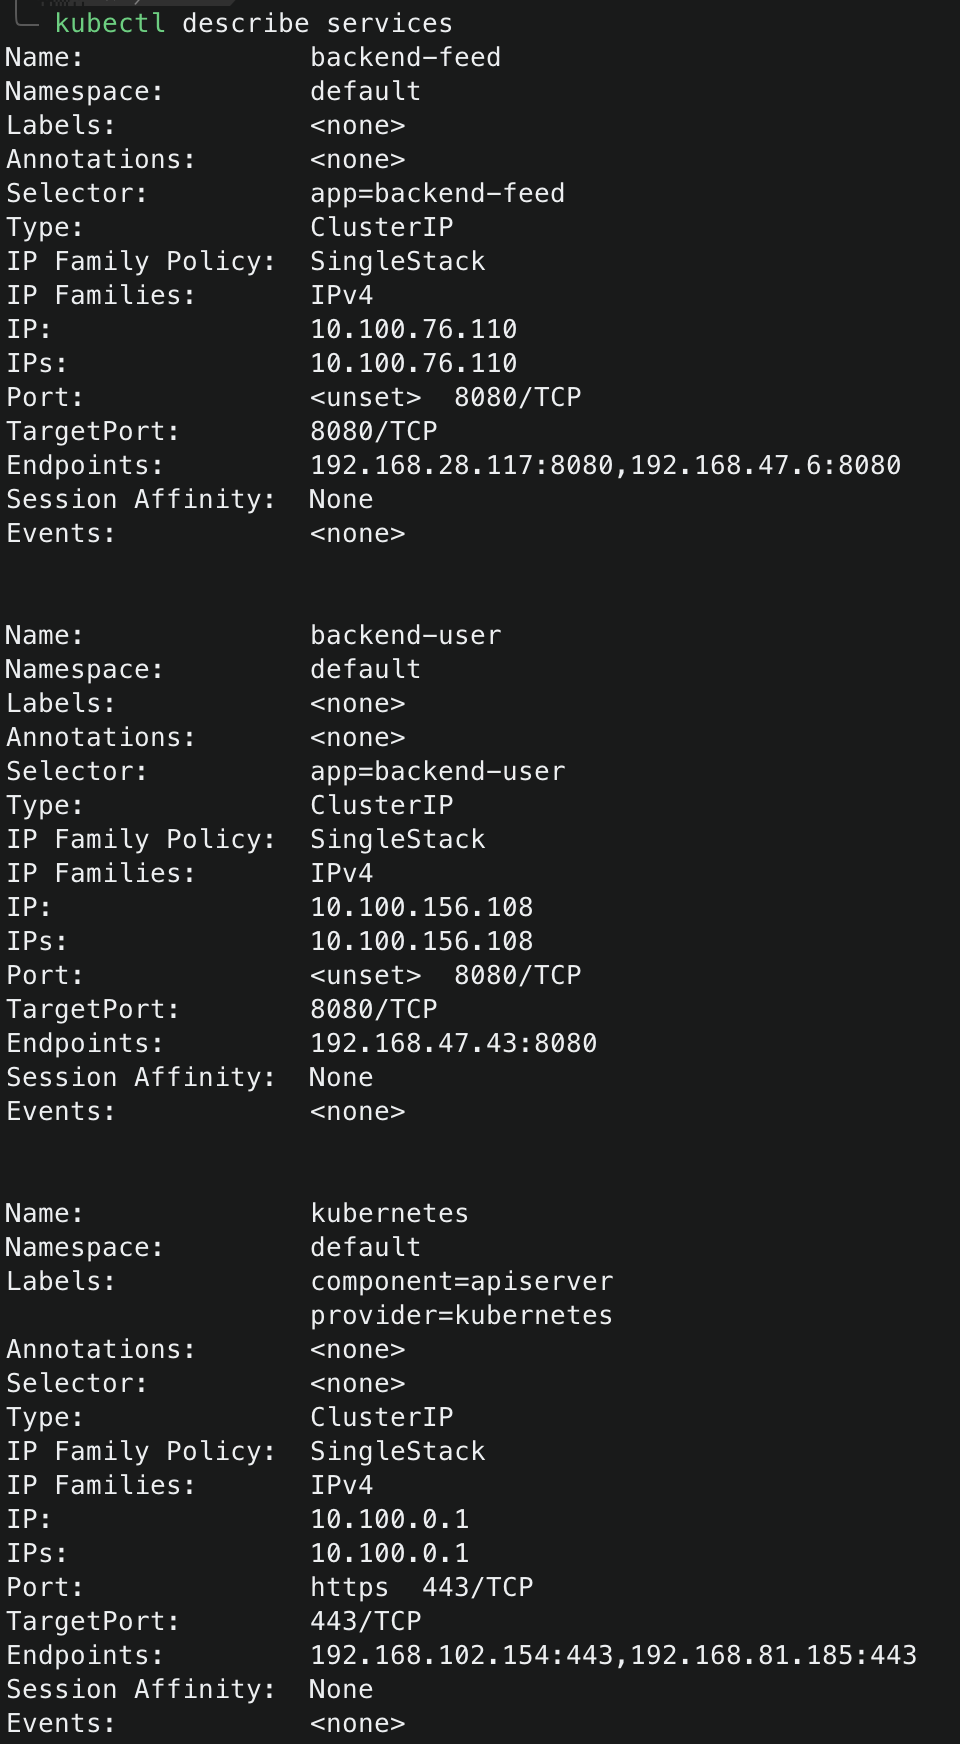 kubectl describe services
Name: backend-feed
Namespace: default
Labels: <none>
Annotations: <none>
Selector: app=backend-feed
Type: ClusterIP
IP Family Policy: SingleStack
IP Families: IPv4
IP: 10.100.76.110
IPs: 10.100.76.110
Port: <unset> 8080/TCP
TargetPort: 8080/TCP
Endpoints: 192.168.28.117:8080,192.168.47.6:8080
Session Affinity: None
Events: <none>
Name: backend-user
Namespace: default
Labels: <none>
Annotations: <none>
Selector: app=backend-user
Type: ClusterIP
IP Family Policy: SingleStack
IP Families: IPv4
IP: 10.100.156.108
IPs: 10.100.156.108
Port: <unset> 8080/TCP
TargetPort: 8080/TCP
Endpoints: 192.168.47.43:8080
Session Affinity: None
Events: <none>
Name: kubernetes
Namespace: default
Labels: component=apiserver
provider=kubernetes
Annotations: <none>
Selector: <none>
Type: ClusterIP
IP Family Policy: SingleStack
IP Families: IPv4
IP: 10.100.0.1
IPs: 10.100.0.1
Port: https 443/TCP
TargetPort: 443/TCP
Endpoints: 192.168.102.154:443,192.168.81.185:443
Session Affinity: None
Events: <none>